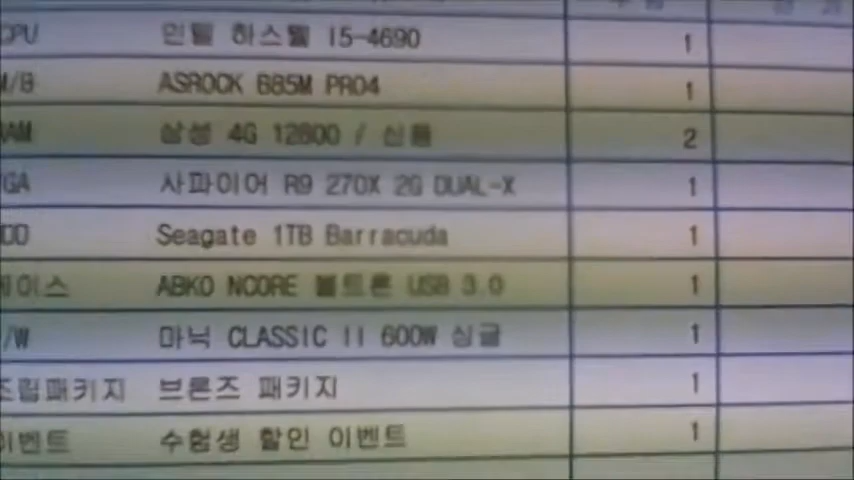 CPU 인텔 하스웰 I5-4690 1
M/B ASROCK B85M PRO4 1
RAM 삼성 4G 12800 / 2
VGA 사파이어 R9 270X 2G DUAL-X 1
HDD Seagate 1TB Barracuda 1
케이스 ABKO NCORE 볼트론 USB 3.0 1
/W 마닉 CLASSIC II 600W 싱글 1
조립패키지 브론즈 패키지 1
이벤트 수험생 할인 이벤트 1